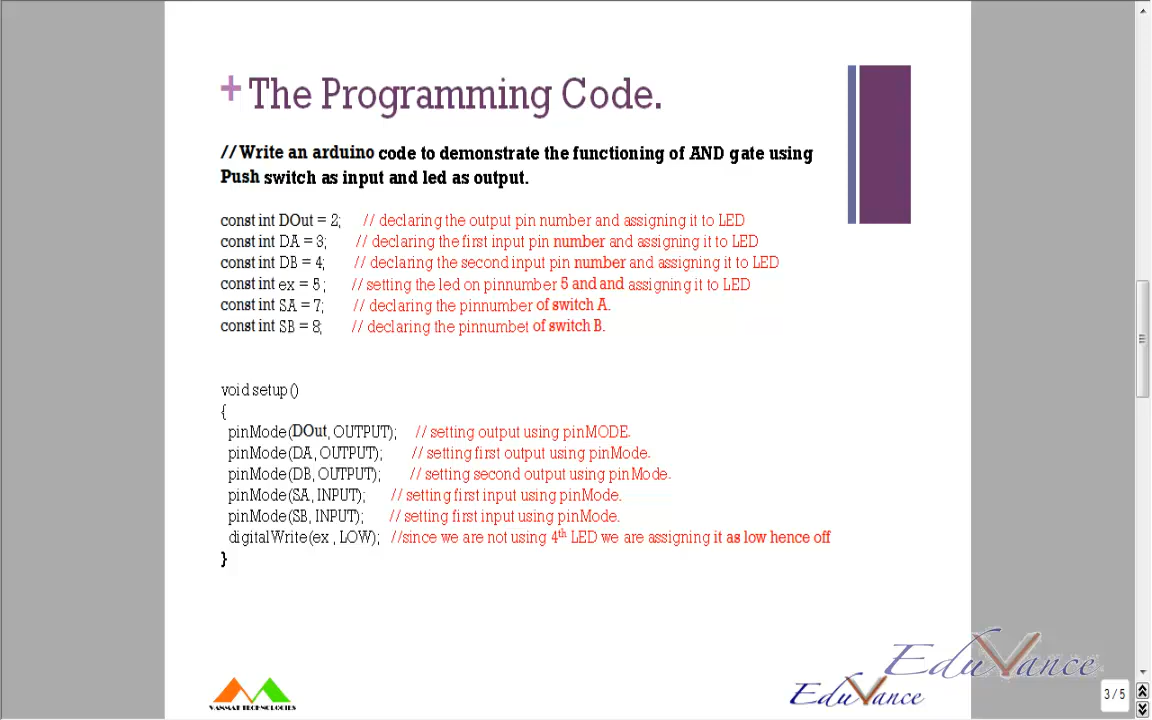 + The Programming Code.
//Write an arduino code to demonstrate the functioning of AND gate using
Push switch as input and led as output.
const int DOut = 2; // declaring the output pin number and assigning it to LED
const int DA = 3; // declaring the first input pin number and assigning it to LED
const int DB = 4; // declaring the second input pin number and assigning it to LED
const int ex = 5; // setting the led on pinnumber 5 and and assigning it to LED
const int SA = 7; // declaring the pinnumber of switch A.
const int SB = 8; // declaring the pinnumbet of switch B.
void setup()
{
pinMode(DOut, OUTPUT); // setting output using pinMODE.
pinMode(DA, OUTPUT); // setting first output using pinMode.
pinMode(DB, OUTPUT); // setting second output using pinMode.
pinMode(SA, INPUT); // setting first input using pinMode.
pinMode(SB, INPUT); // setting first input using pinMode.
digitalWrite(ex , LOW); //since we are not using 4th LED we are assigning it as low hence off
}
EduVance
EduVance
VANMAT TECHNOLOGIES
3/5